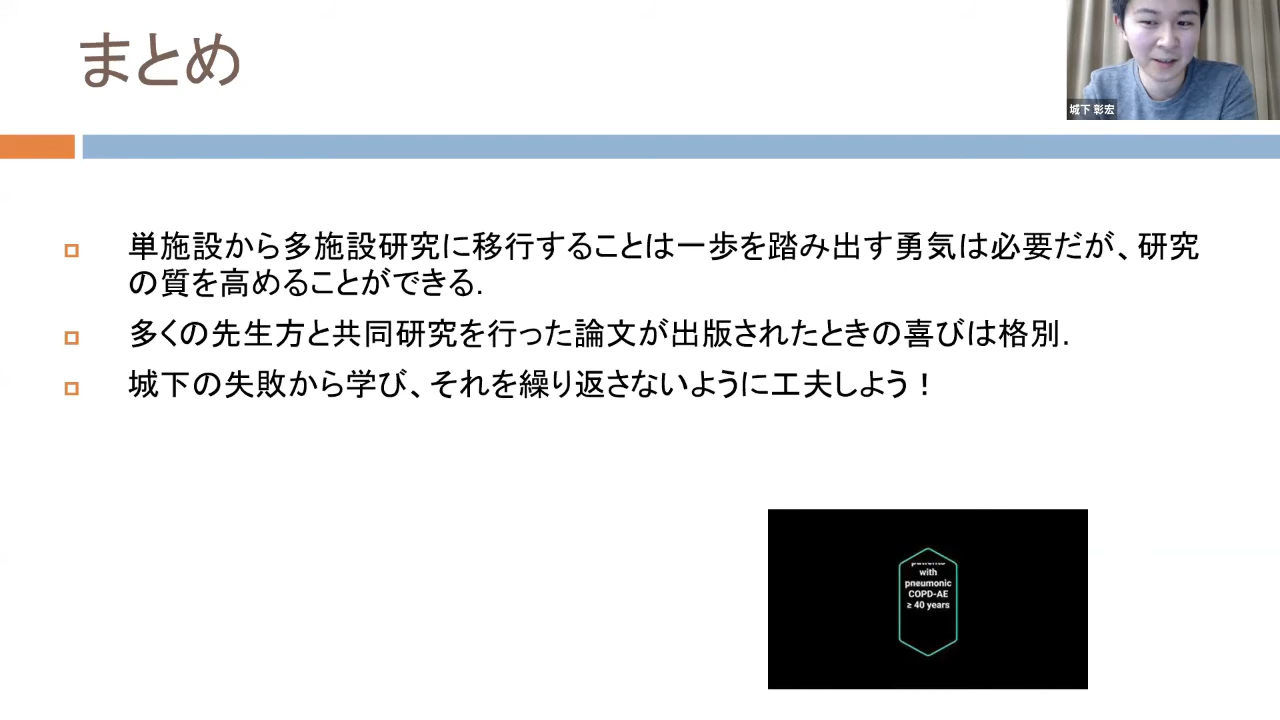 まとめ
城下 彰宏
単施設から多施設研究に移行することは一歩を踏み出す勇気は必要だが、研究
の質を高めることができる.
多くの先生方と共同研究を行った論文が出版されたときの喜びは格別.
城下の失敗から学び、それを繰り返さないように工夫しよう！
with
pneumonic
COPD-AE
≥ 40 years